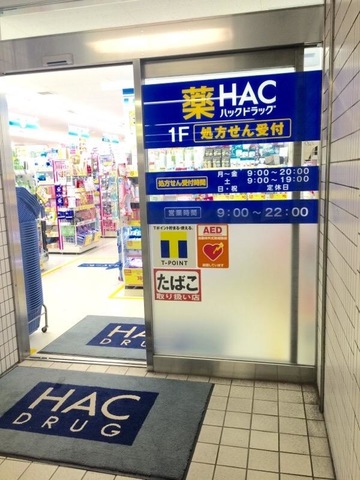 薬 HAC
ハックドラッグ
1F 処方せん受付
処方せん受付時間
月～金 9:00～20:00
土 9:00～19:00
日・祝 定休日
営業時間 9:00～22:00
T
T-POINT
AED
たばこ
取り扱い店
HAC
DRUG
HAC
DRUG